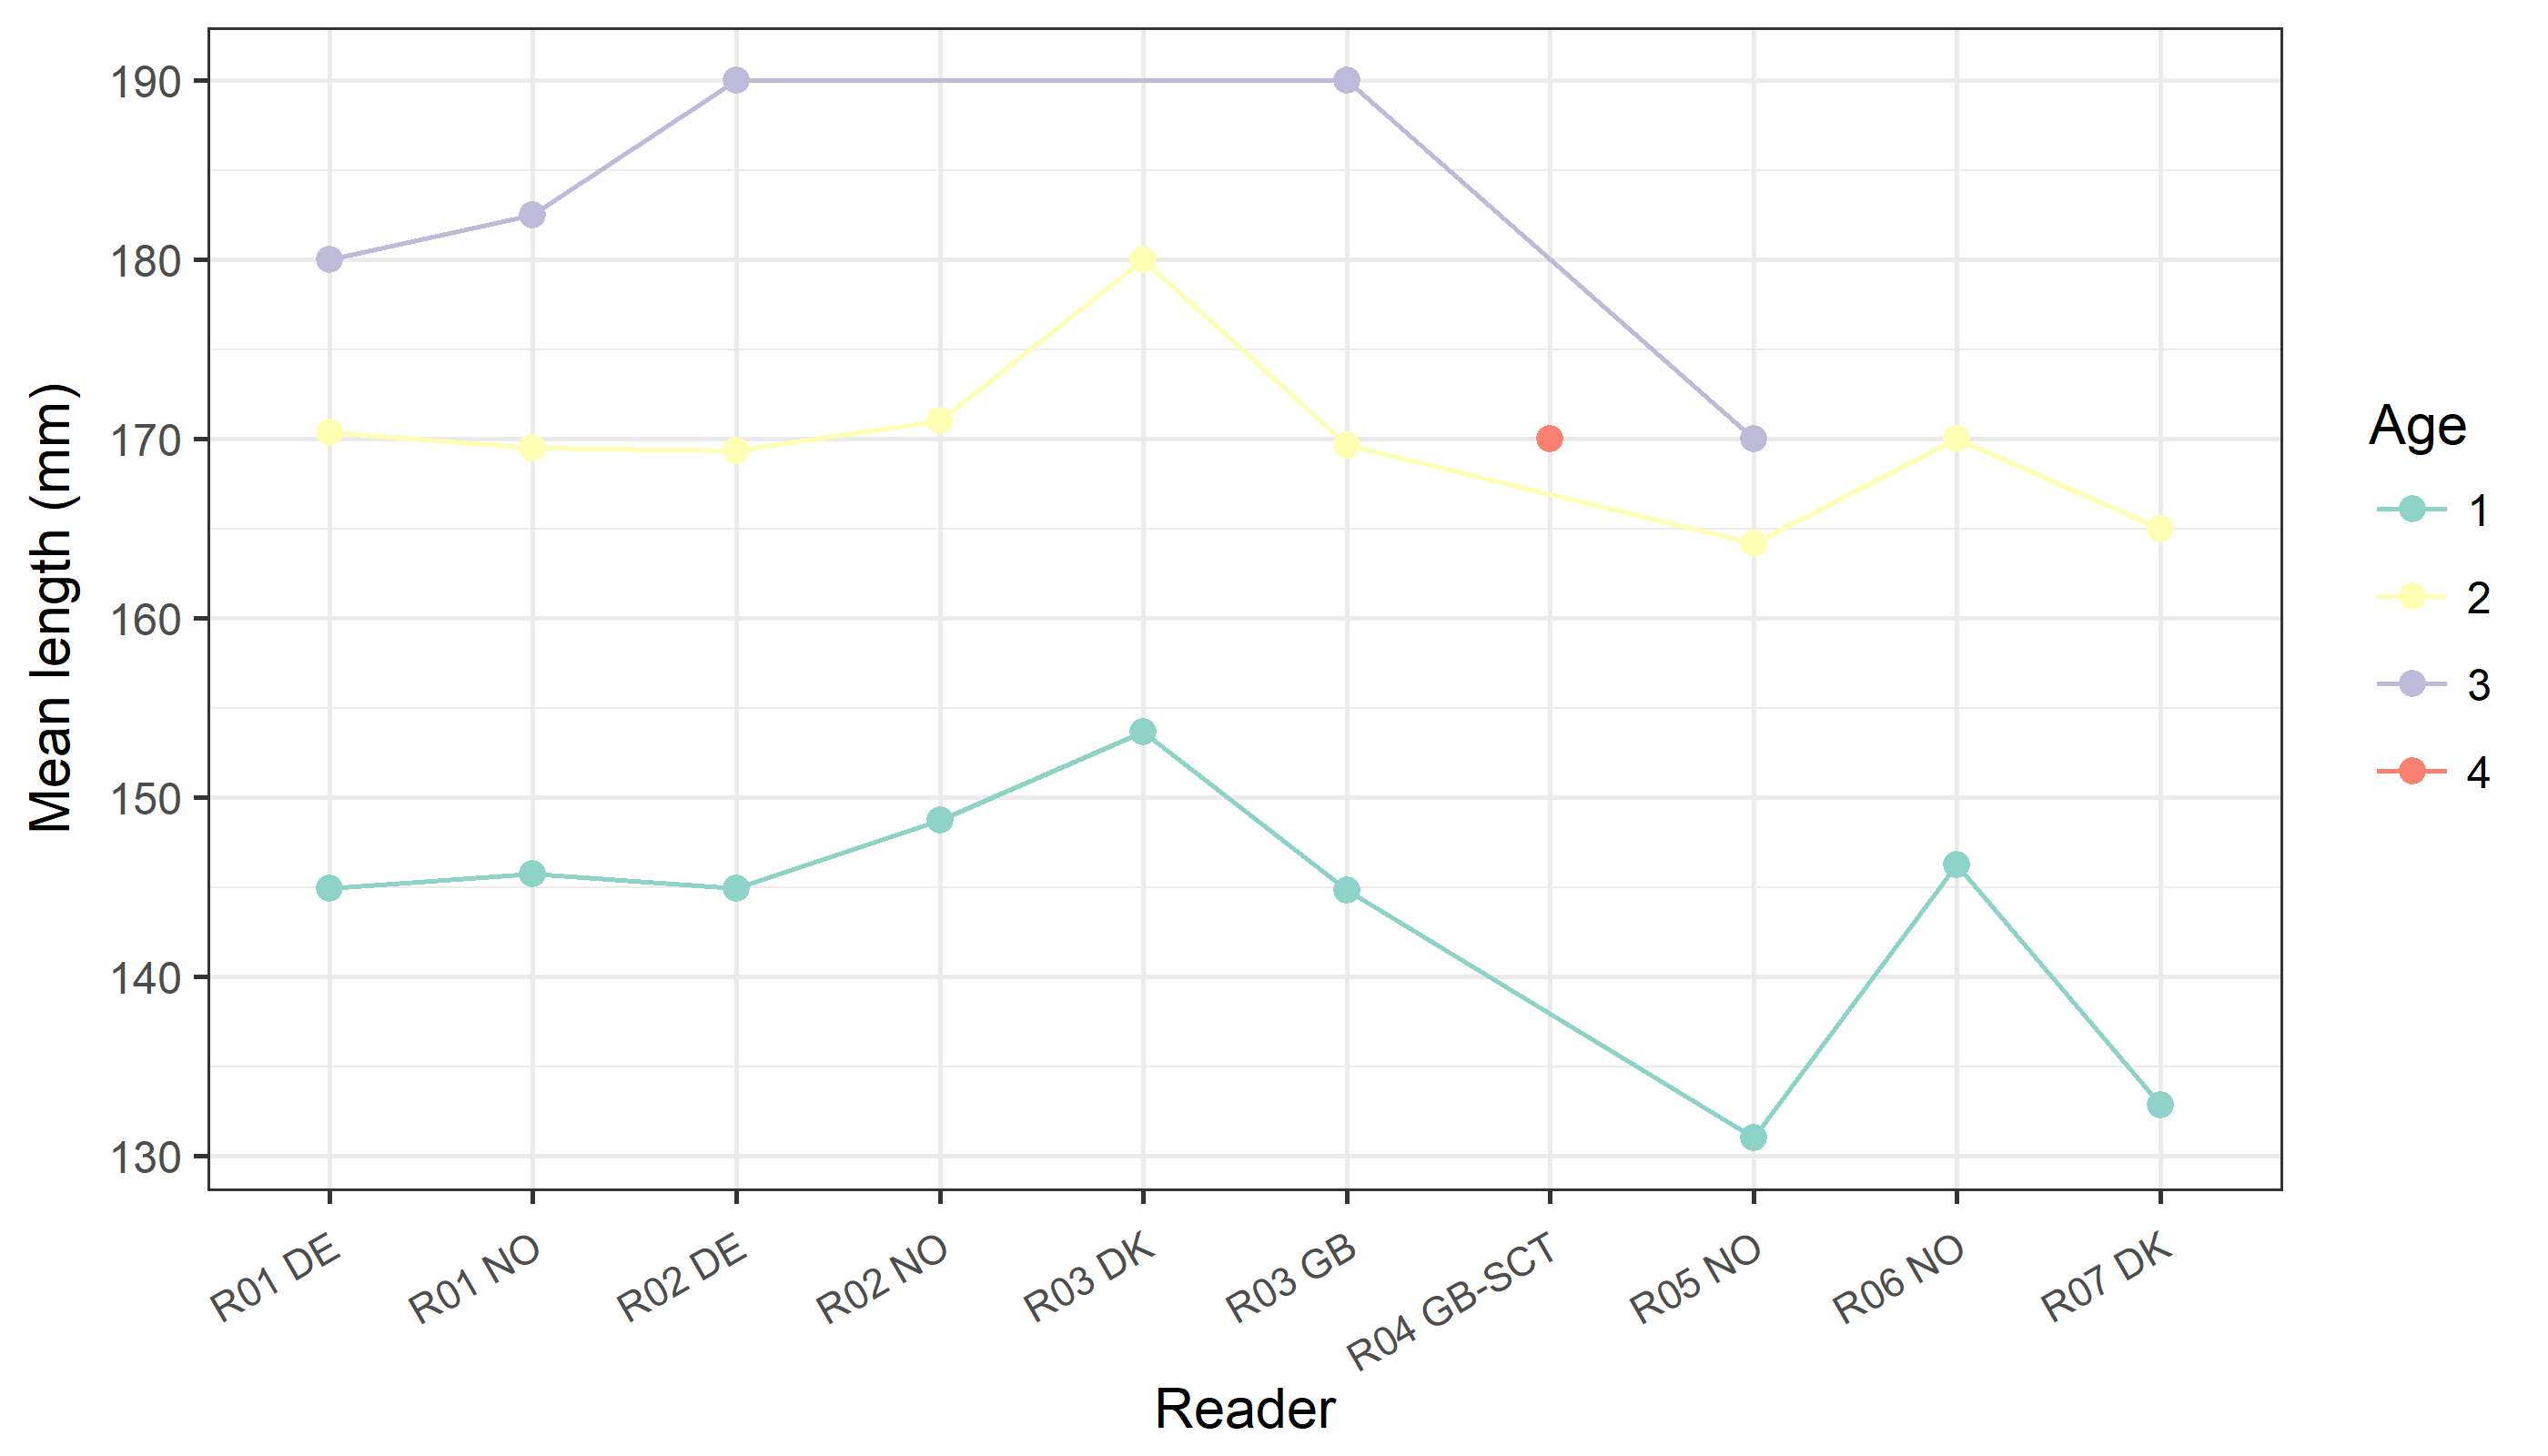 190
180
170
160
150
140
130
Mean length (mm)
R01 DE
R01 NO
R02 DE
R02 NO
R03 DK
R03 GB
R04 GB-SCT
R05 NO
R06 NO
R07 DK
Reader
Age
1
2
3
4